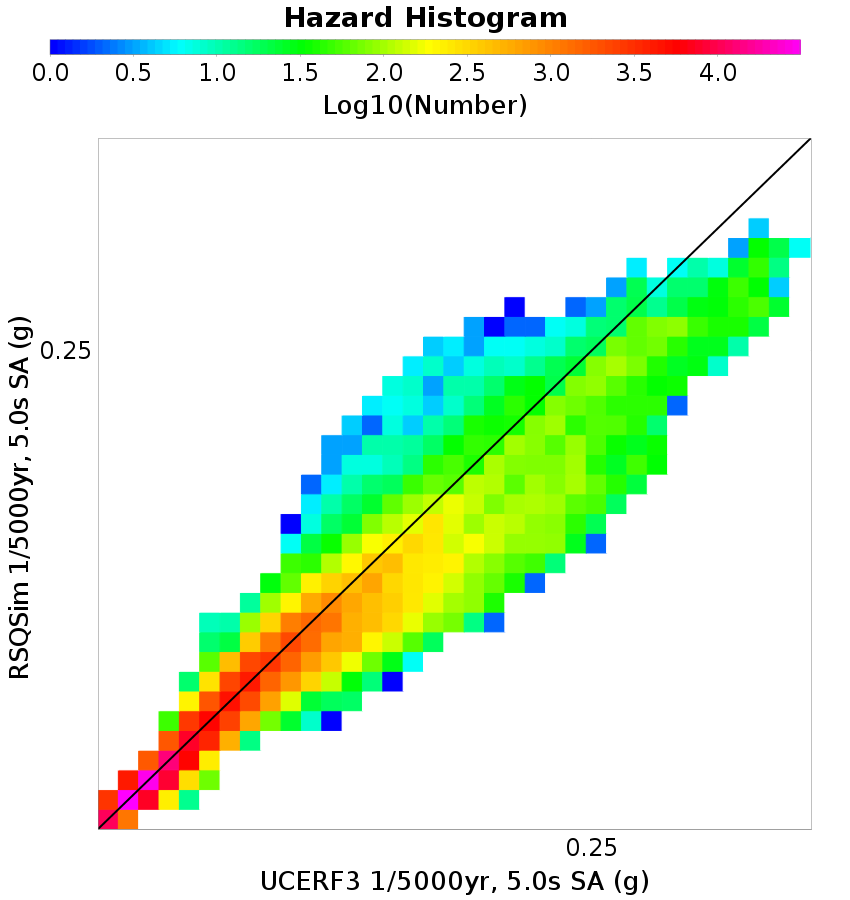 Hazard Histogram
0.0 0.5 1.0 1.5 2.0 2.5 3.0 3.5 4.0
Log10(Number)
RSQSim 1/5000yr, 5.0s SA (g)
0.25
0.25
UCERF3 1/5000yr, 5.0s SA (g)